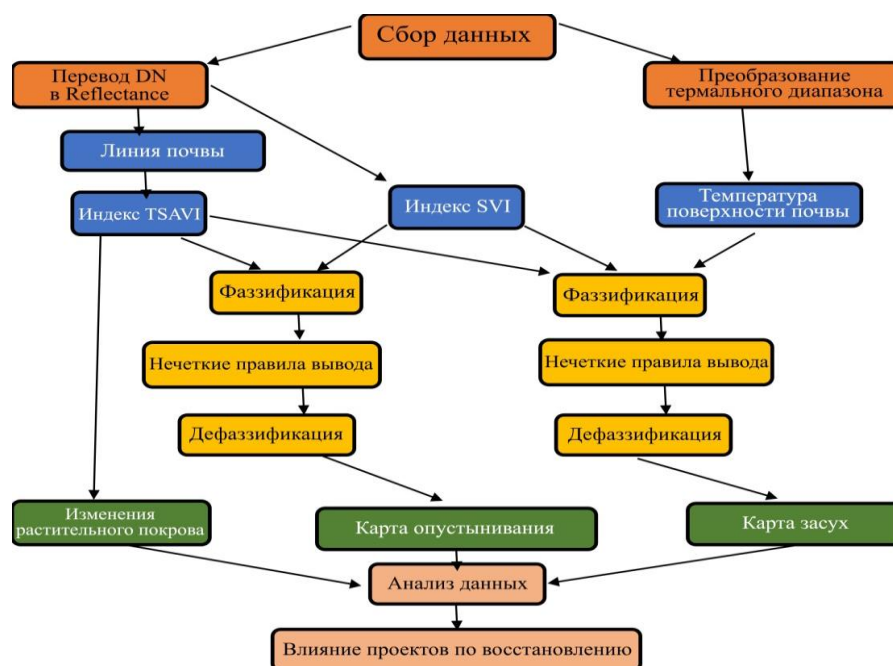 Сбор данных
Перевод DN
в Reflectance
Преобразование
термального диапазона
Линия почвы
Индекс TSAVI
Индекс SVI
Температура
поверхности почвы
Фаззификация
Фаззификация
Нечеткие правила вывода
Нечеткие правила вывода
Дефаззификация
Дефаззификация
Изменения
растительного покрова
Карта опустынивания
Карта засух
Анализ данных
Влияние проектов по восстановлению